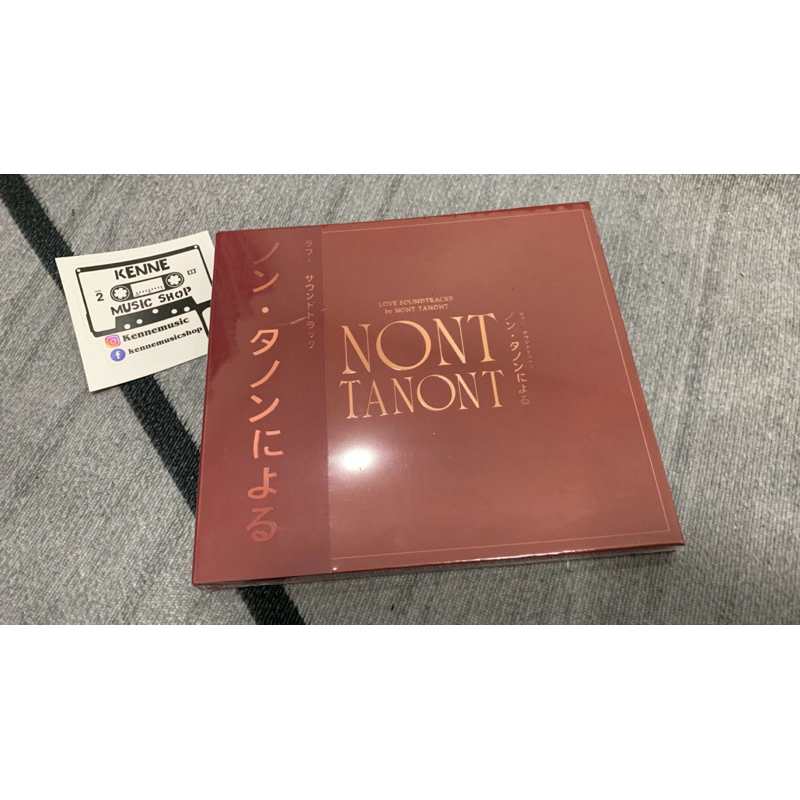 KENNE
2
MUSIC SHOP
Kennemusic
kennemusicshop
ラブ・サウンドトラック
ノン・タノンによる
LOVE SOUNDTRACKS
by NONT TANONT
NONT
TANONT
ノン・タノンによる